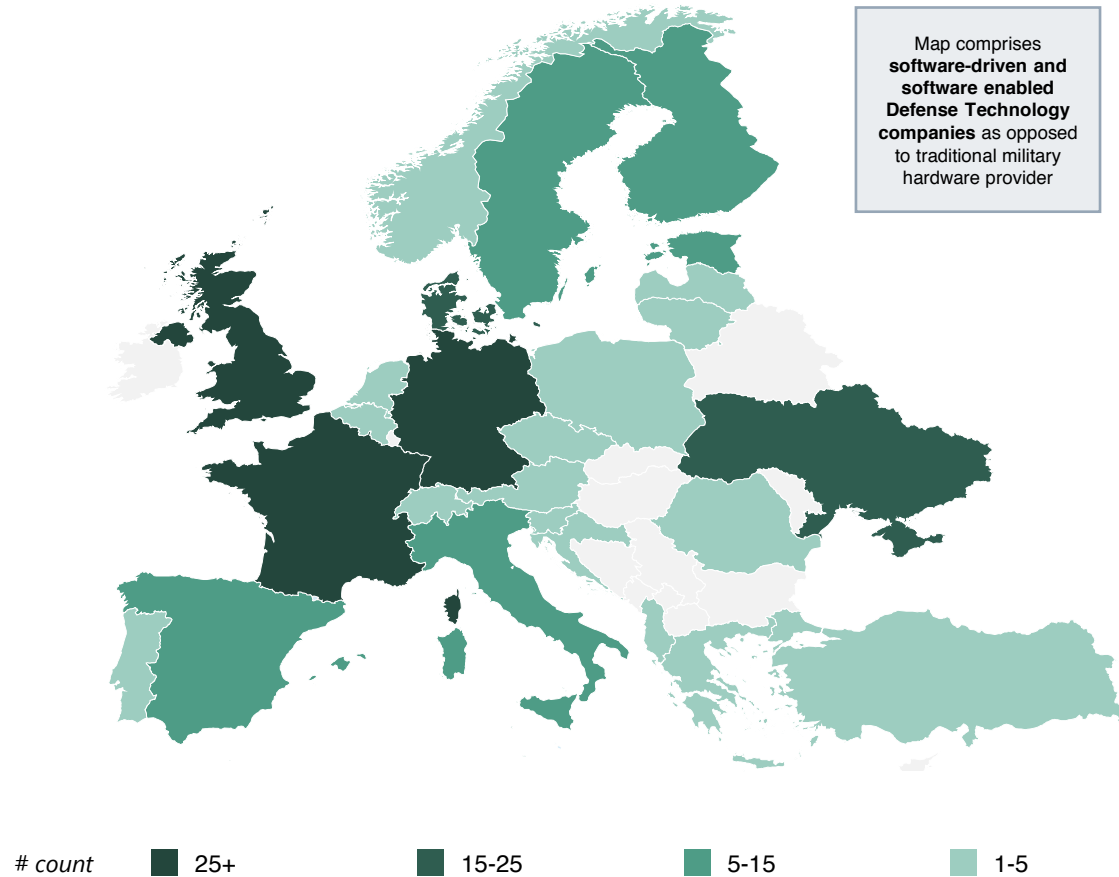 Map comprises
software-driven and
software enabled
Defense Technology
companies as opposed
to traditional military
hardware provider
# count 25+ 15-25 5-15 1-5